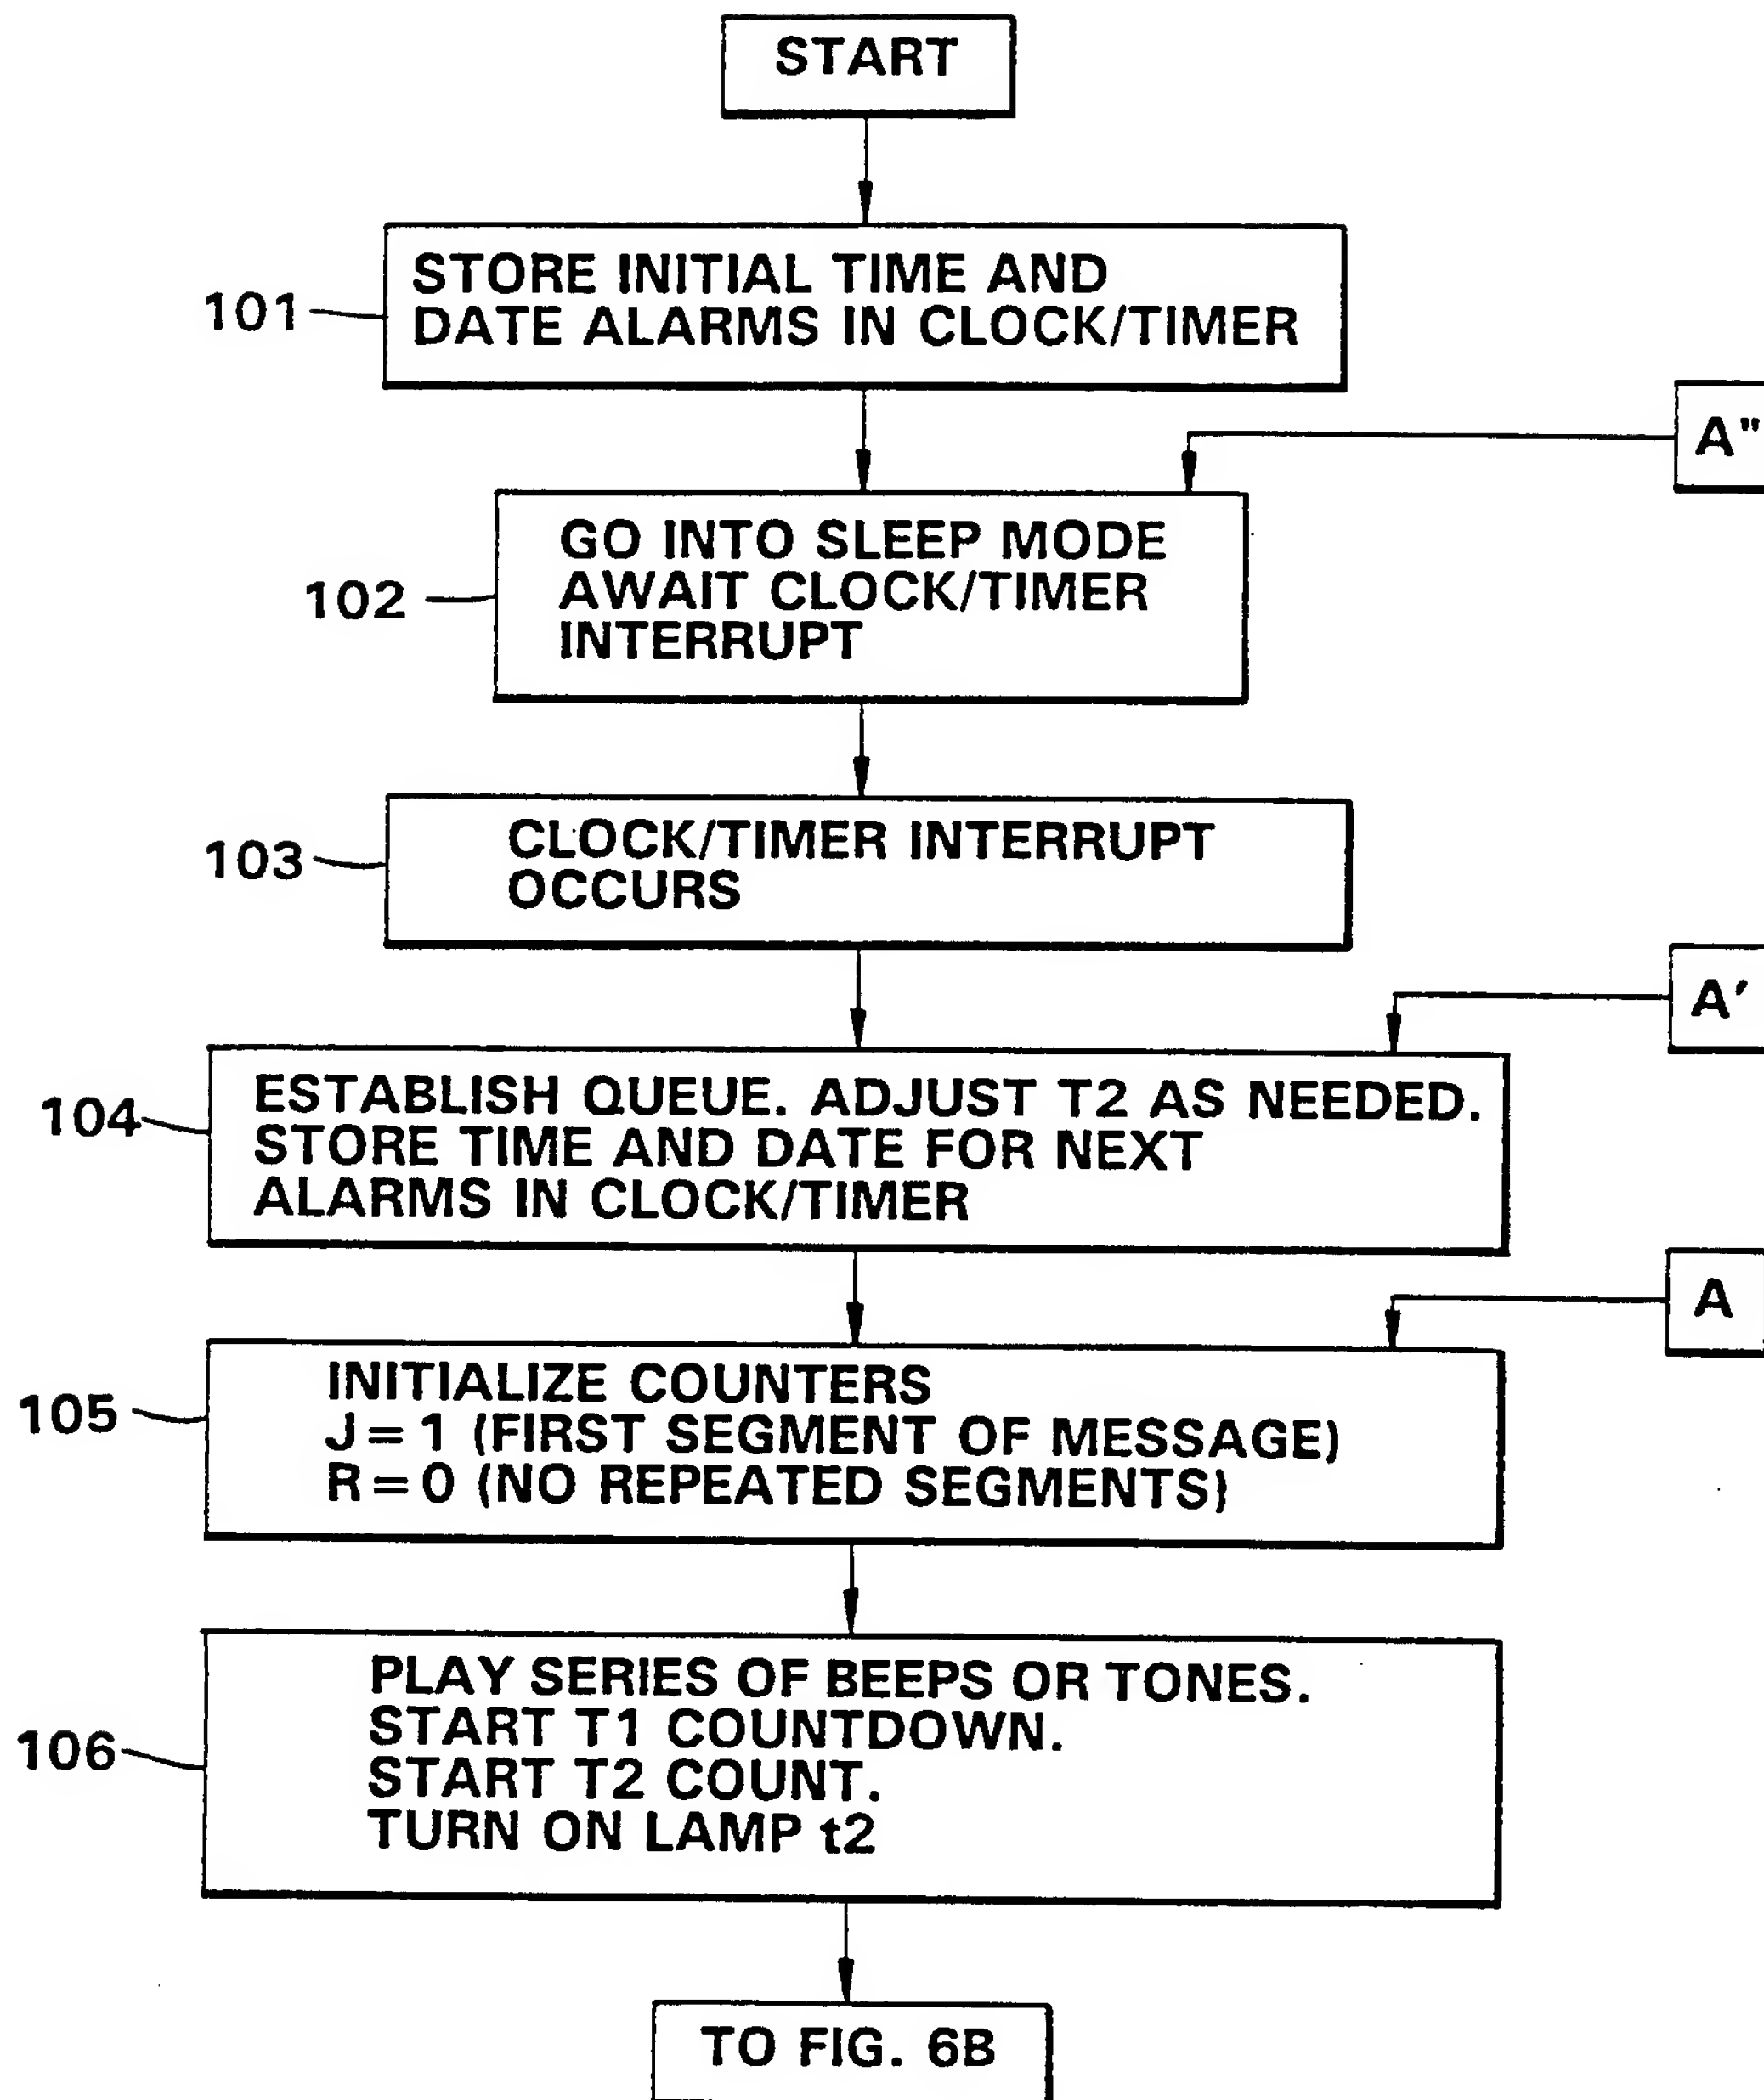 START
101
STORE INITIAL TIME AND
DATE ALARMS IN CLOCK/TIMER
A"
102
GO INTO SLEEP MODE
AWAIT CLOCK/TIMER
INTERRUPT
103
CLOCK/TIMER INTERRUPT
OCCURS
A'
104
ESTABLISH QUEUE. ADJUST T2 AS NEEDED.
STORE TIME AND DATE FOR NEXT
ALARMS IN CLOCK/TIMER
A
105
INITIALIZE COUNTERS
J = 1 (FIRST SEGMENT OF MESSAGE)
R = 0 (NO REPEATED SEGMENTS)
106
PLAY SERIES OF BEEPS OR TONES.
START T1 COUNTDOWN.
START T2 COUNT.
TURN ON LAMP t2
TO FIG. 6B